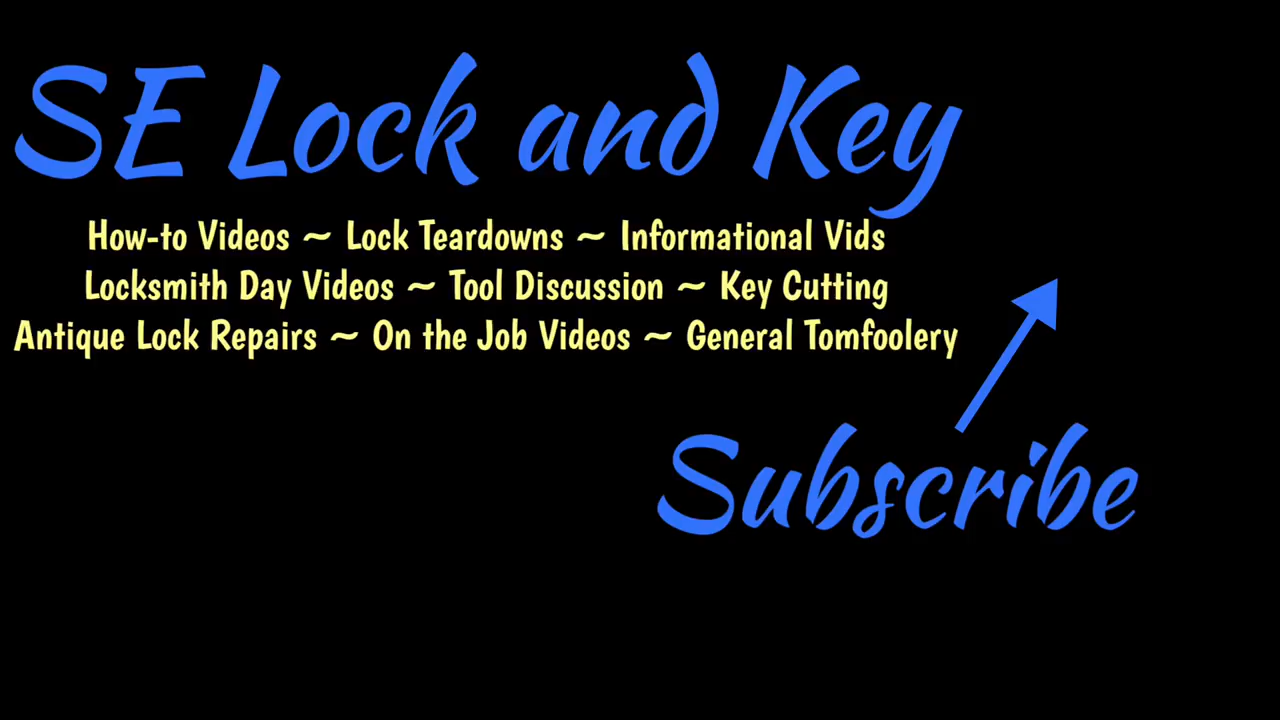 SE Lock and Key
How-to Videos ~ Lock Teardowns ~ Informational Vids
Locksmith Day Videos ~ Tool Discussion ~ Key Cutting
Antique Lock Repairs ~ On the Job Videos ~ General Tomfoolery
Subscribe